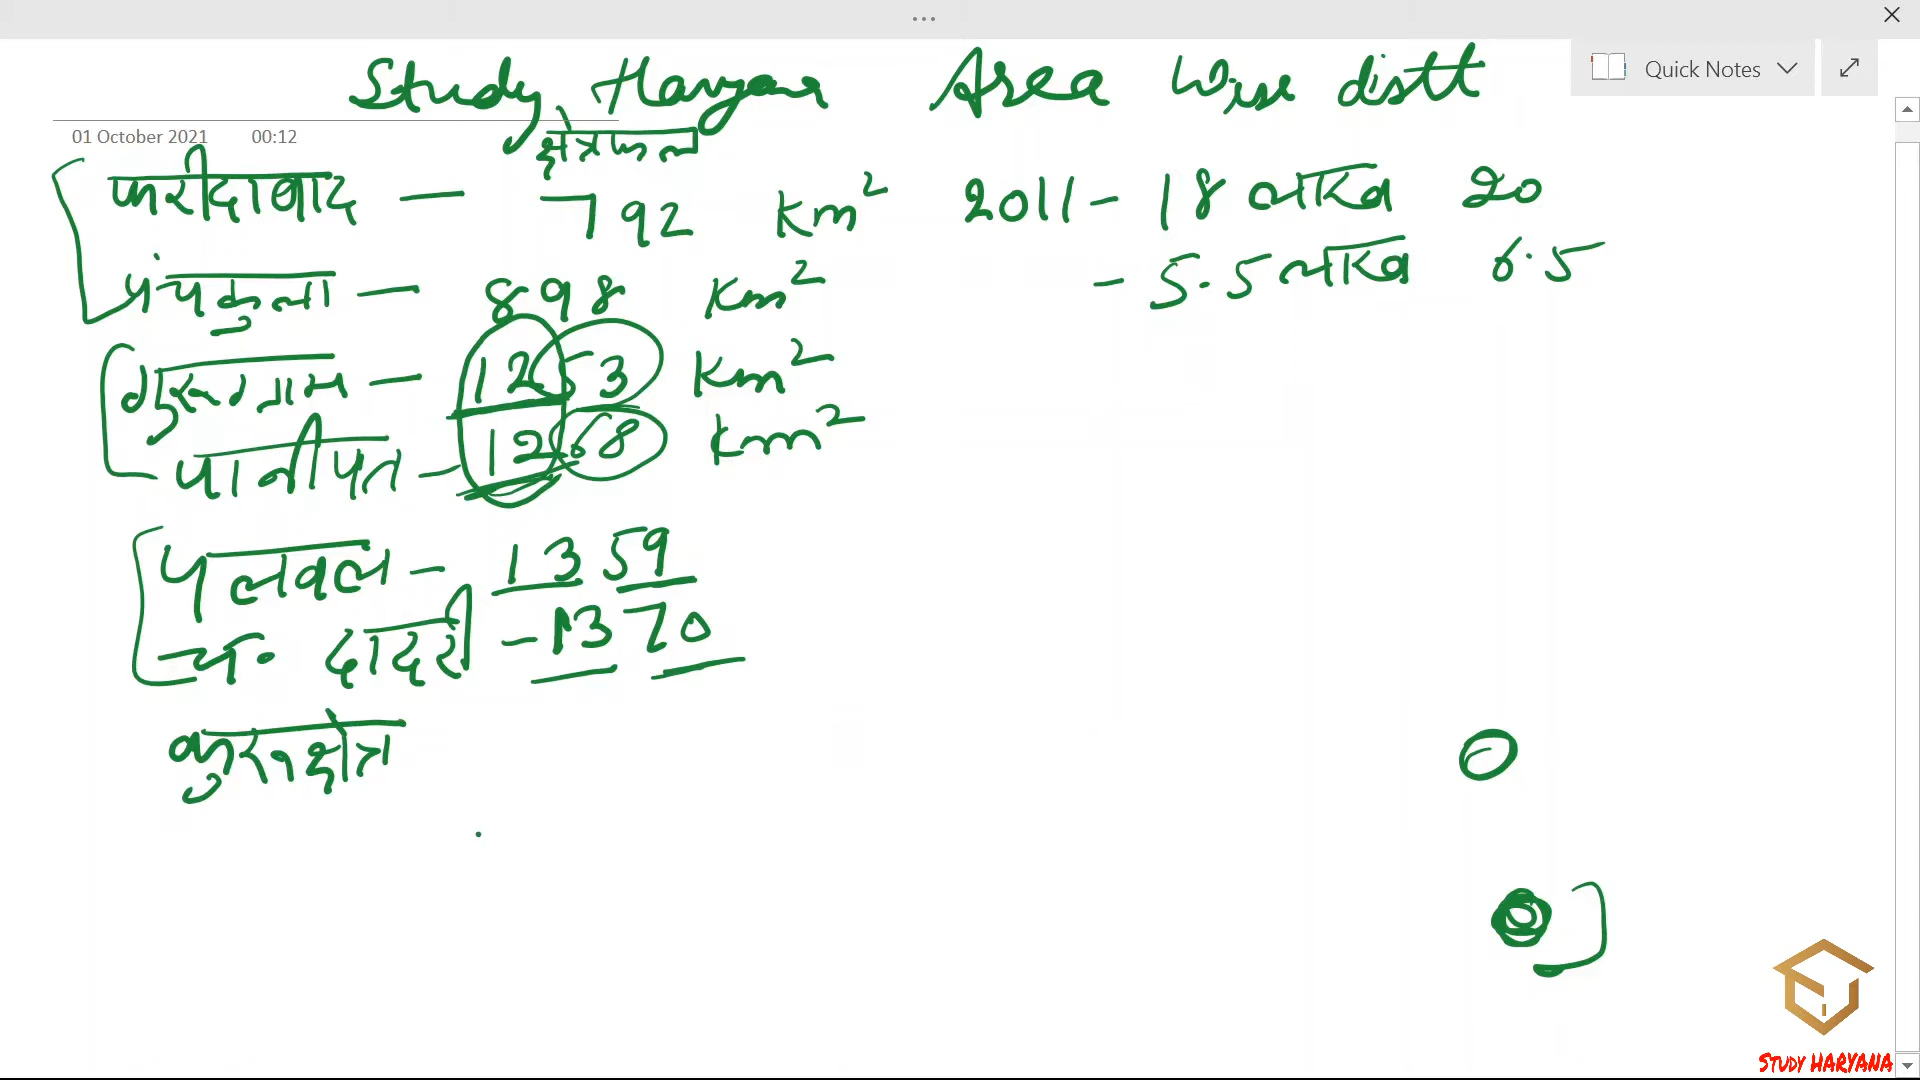 Quick Notes
Study Haryana Area Wise distt
01 October 2021 00:12
क्षेत्रफल
फरीदाबाद — 792 Km² 2011 - 18 लाख 20
पंचकुला — 898 Km² - 5.5 लाख 6.5
गुरुग्राम — 1253 Km²
पानीपत - 1268 Km²
पलवल - 1359
च. दादरी - 1370
कुरुक्षेत्र
STUDY HARYANA